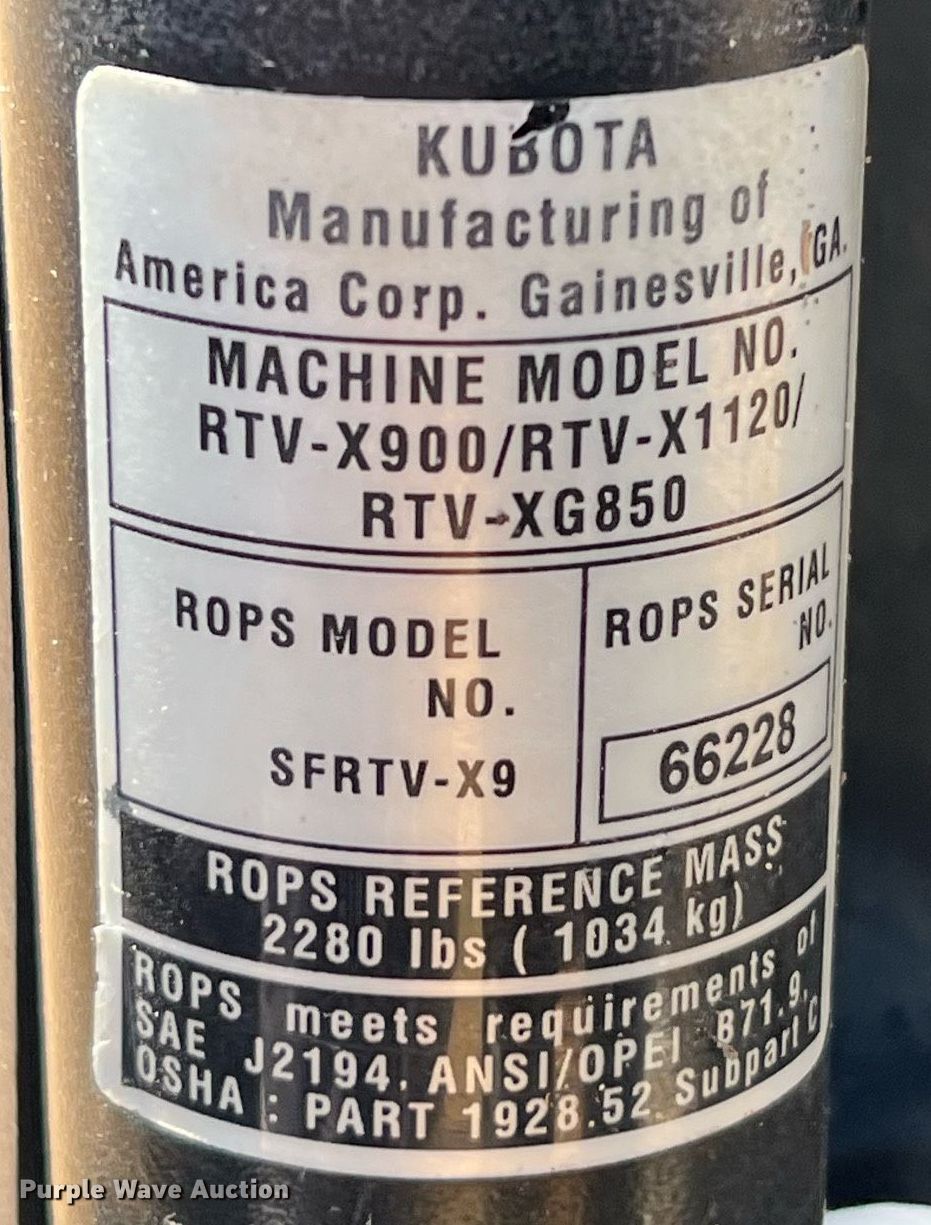 KUBOTA
Manufacturing of
America Corp. Gainesville, GA.
MACHINE MODEL NO.
RTV-X900/RTV-X1120/
RTV-XG850
ROPS MODEL
NO.
SFRTV-X9
ROPS SERIAL
NO.
66228
ROPS REFERENCE MASS
2280 lbs ( 1034 kg)
ROPS meets requirements of
SAE J2194, ANSI/OPEI B71.9,
OSHA : PART 1928.52 Subpart C
Purple Wave Auction